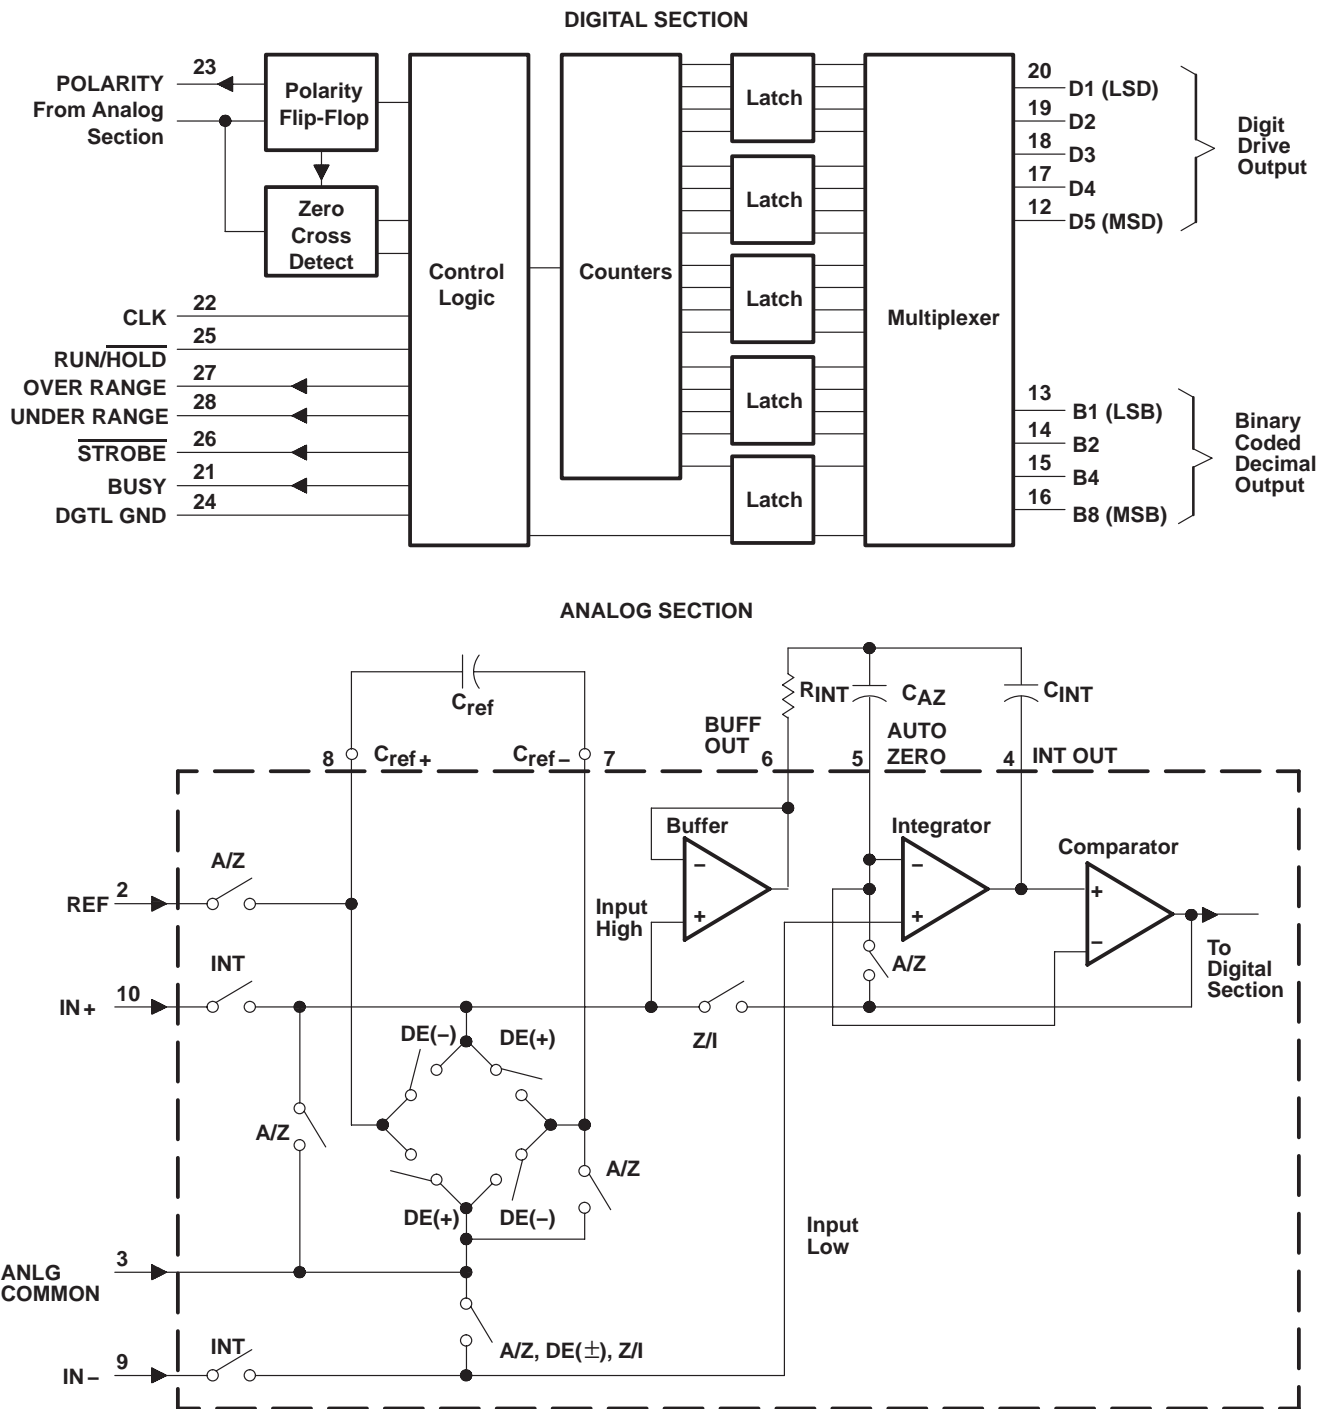 DIGITAL SECTION
POLARITY
23
From Analog
Section
Polarity
Flip-Flop
Zero
Cross
Detect
CLK
22
RUN/HOLD
25
OVER RANGE
27
UNDER RANGE
28
STROBE
26
BUSY
21
DGTL GND
24
Control
Logic
Counters
Latch
Latch
Latch
Latch
Latch
Multiplexer
20
D1 (LSD)
19
D2
18
D3
17
D4
12
D5 (MSD)
Digit
Drive
Output
13
B1 (LSB)
14
B2
15
B4
16
B8 (MSB)
Binary
Coded
Decimal
Output
ANALOG SECTION
Cref
8
Cref+
Cref−
7
RINT
CAZ
CINT
BUFF
OUT
6
AUTO
ZERO
5
4
INT OUT
Buffer
−
+
Integrator
−
+
Comparator
+
−
REF
2
A/Z
Input
High
To
Digital
Section
IN+
10
INT
A/Z
Z/I
DE(−)
DE(+)
A/Z
A/Z
DE(+)
DE(−)
Input
Low
ANLG
COMMON
3
A/Z, DE(±), Z/I
IN−
9
INT